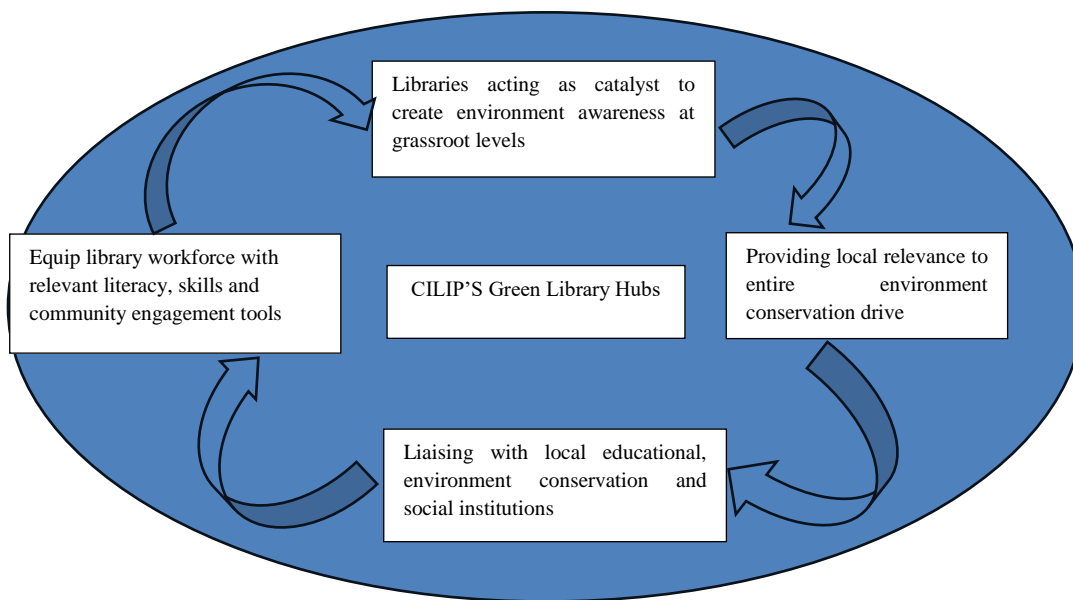 Libraries acting as catalyst to
create environment awareness at
grassroot levels
Equip library workforce with
relevant literacy, skills and
community engagement tools
CILIP'S Green Library Hubs
Providing local relevance to
entire environment
conservation drive
Liaising with local educational,
environment conservation and
social institutions